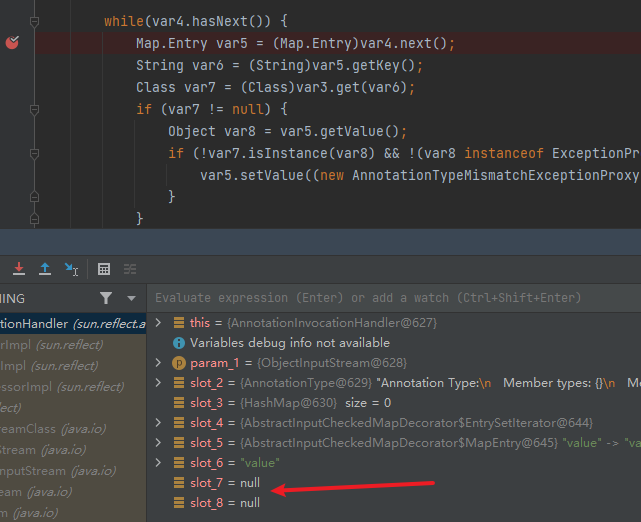 while(var4.hasNext()) {
Map.Entry var5 = (Map.Entry)var4.next();
String var6 = (String)var5.getKey();
Class var7 = (Class)var3.get(var6);
if (var7 != null) {
Object var8 = var5.getValue();
if (!var7.isInstance(var8) && !(var8 instanceof ExceptionPr
var5.setValue((new AnnotationTypeMismatchExceptionProxy
}
}
NING
Evaluate expression (Enter) or add a watch (Ctrl+Shift+Enter)
ationHandler (sun.reflect.a
this = {AnnotationInvocationHandler@627}
rImpl (sun.reflect)
Variables debug info not available
Impl (sun.reflect)
param_1 = {ObjectInputStream@628}
essorImpl (sun.reflect)
slot_2 = {AnnotationType@629} "Annotation Type:\n Member types: {}\n Me
lect)
slot_3 = {HashMap@630} size = 0
reamClass (java.io)
slot_4 = {AbstractInputCheckedMapDecorator$EntrySetIterator@644}
Stream (java.io)
slot_5 = {AbstractInputCheckedMapDecorator$MapEntry@645} "value" -> "va
nputStream (java.io)
slot_6 = "value"
eam (java.io)
slot_7 = null
Stream (java.io)
slot_8 = null